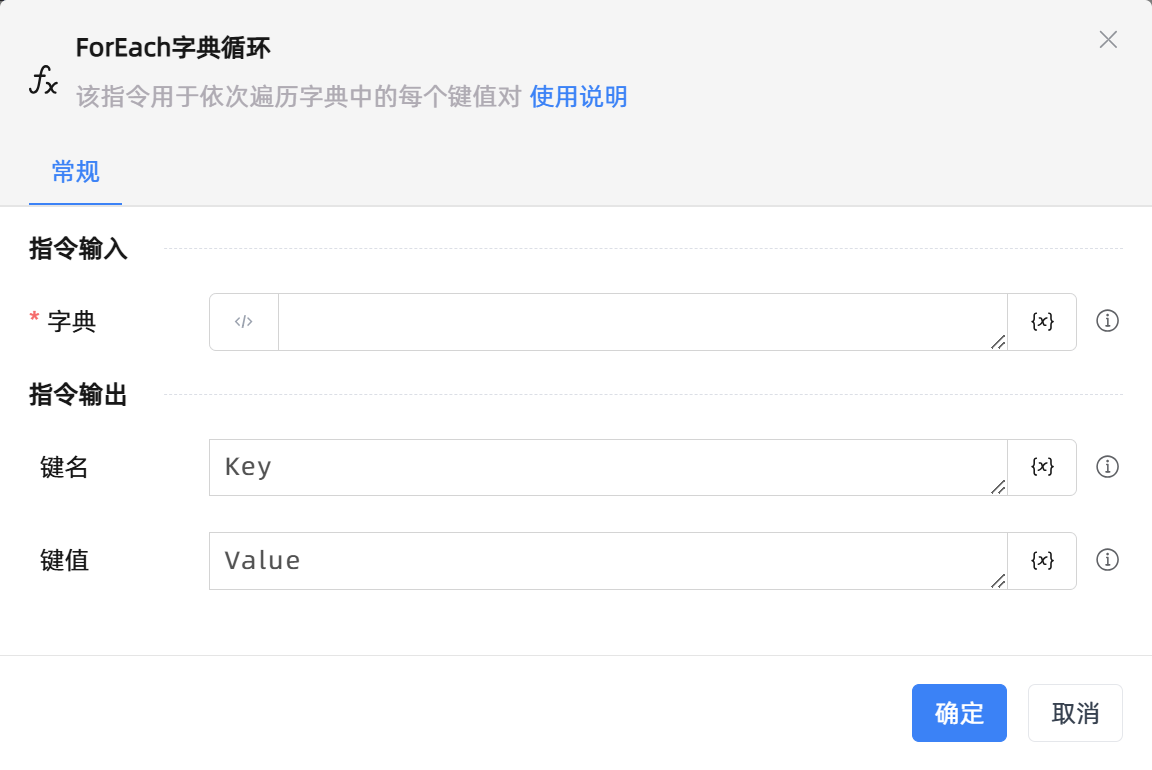 ForEach字典循环
fx
该指令用于依次遍历字典中的每个键值对 使用说明
常规
指令输入
* 字典 </> {x}
指令输出
键名 Key {x}
键值 Value {x}
确定 取消